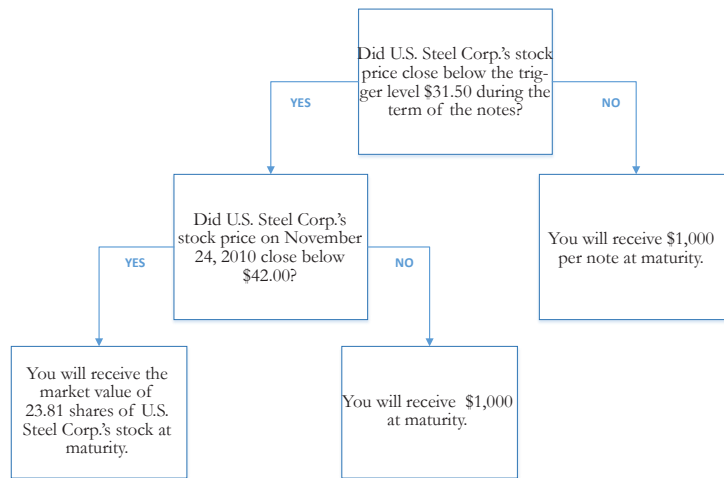 Did U.S. Steel Corp.'s stock
price close below the trig-
ger level $31.50 during the
term of the notes?
YES
NO
Did U.S. Steel Corp.'s
stock price on November
24, 2010 close below
$42.00?
You will receive $1,000
per note at maturity.
YES
NO
You will receive the
market value of
23.81 shares of U.S.
Steel Corp.'s stock at
maturity.
You will receive $1,000
at maturity.